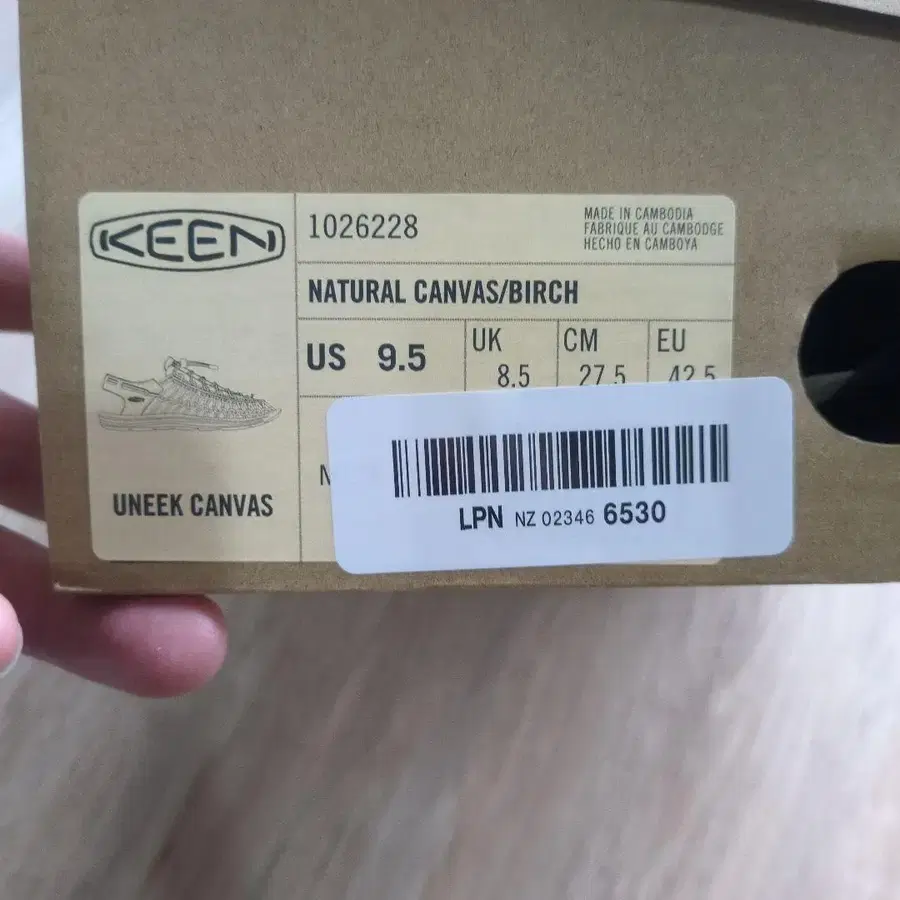 KEEN
1026228
MADE IN CAMBODIA
FABRIQUE AU CAMBODGE
HECHO EN CAMBOYA
NATURAL CANVAS/BIRCH
US 9.5
UK 8.5
CM 27.5
EU 42.5
UNEEK CANVAS
LPN NZ 02346 6530